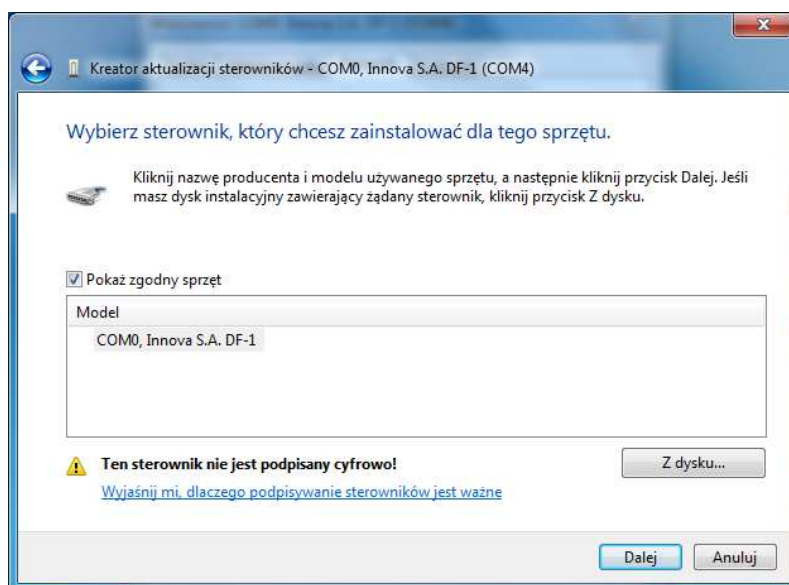 Kreator aktualizacji sterowników - COM0, Innova S.A. DF-1 (COM4)
Wybierz sterownik, który chcesz zainstalować dla tego sprzętu.
Kliknij nazwę producenta i modelu używanego sprzętu, a następnie kliknij przycisk Dalej. Jeśli
masz dysk instalacyjny zawierający żądany sterownik, kliknij przycisk Z dysku.
Pokaż zgodny sprzęt
Model
COM0, Innova S.A. DF-1
Ten sterownik nie jest podpisany cyfrowo!
Z dysku...
Wyjaśnij mi, dlaczego podpisywanie sterowników jest ważne
Dalej
Anuluj